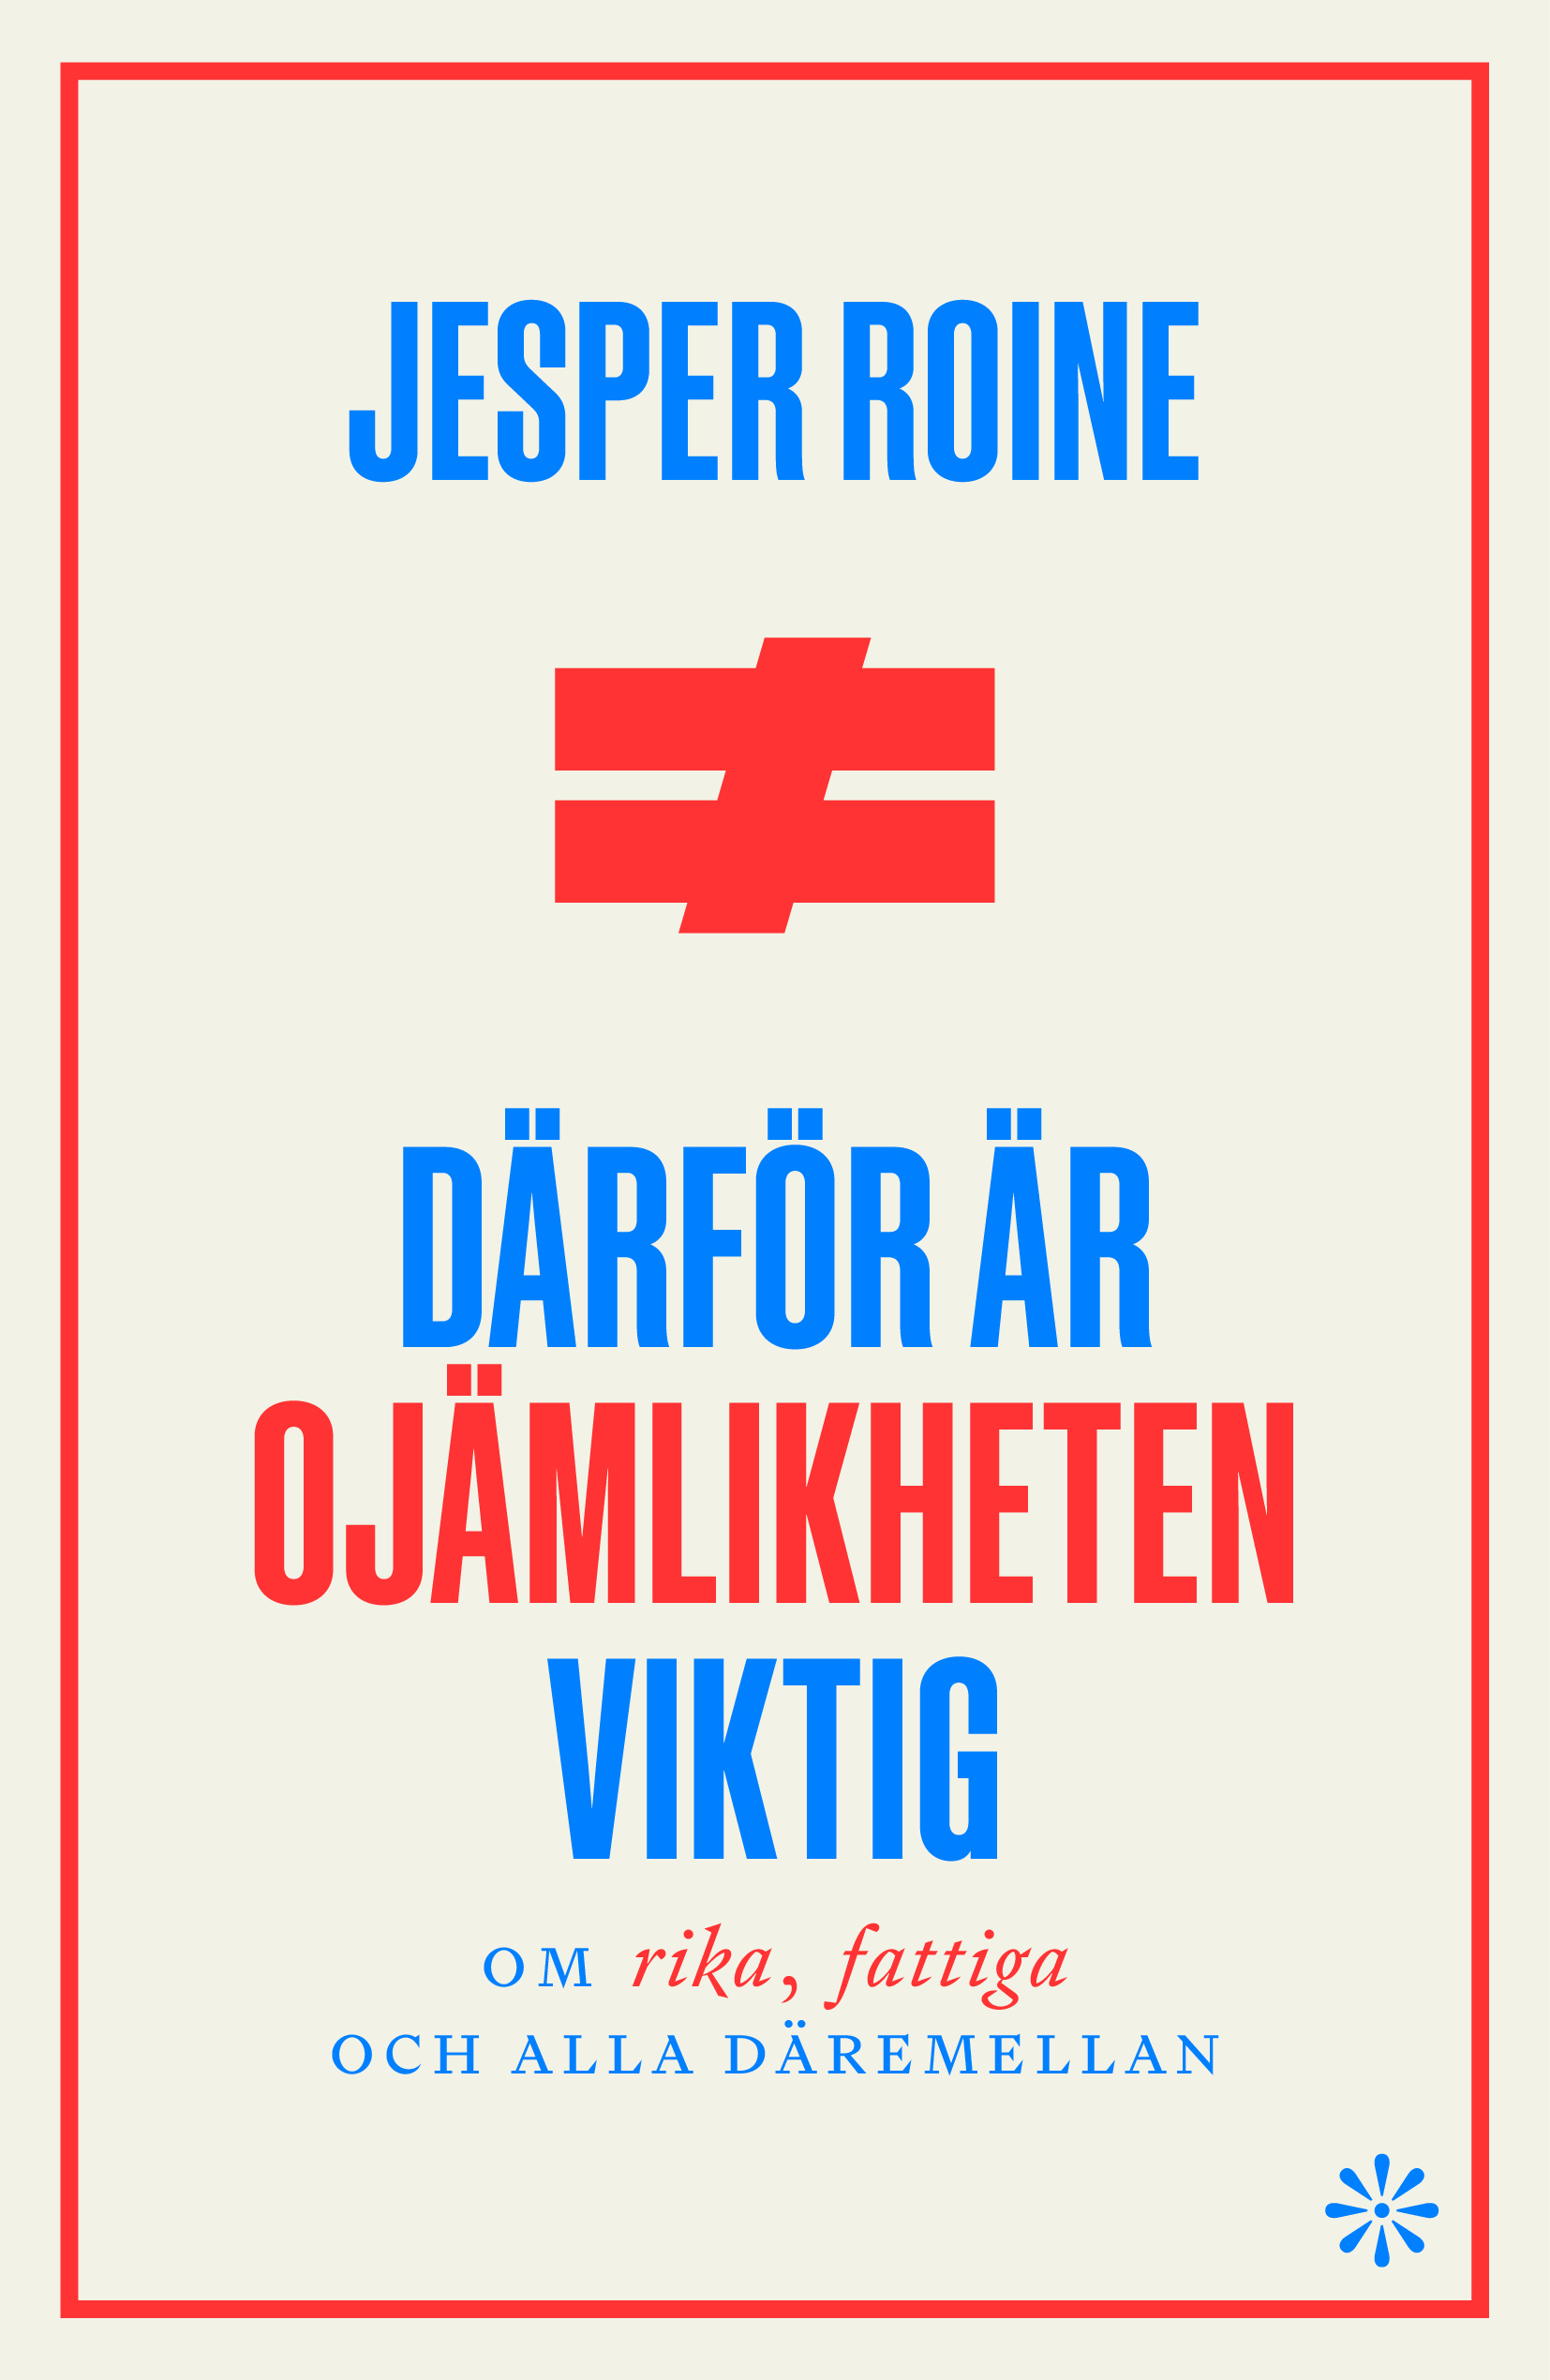 JESPER ROINE
≠
DÄRFÖR ÄR
OJÄMLIKHETEN
VIKTIG
OM rika, fattiga
OCH ALLA DÄREMELLAN